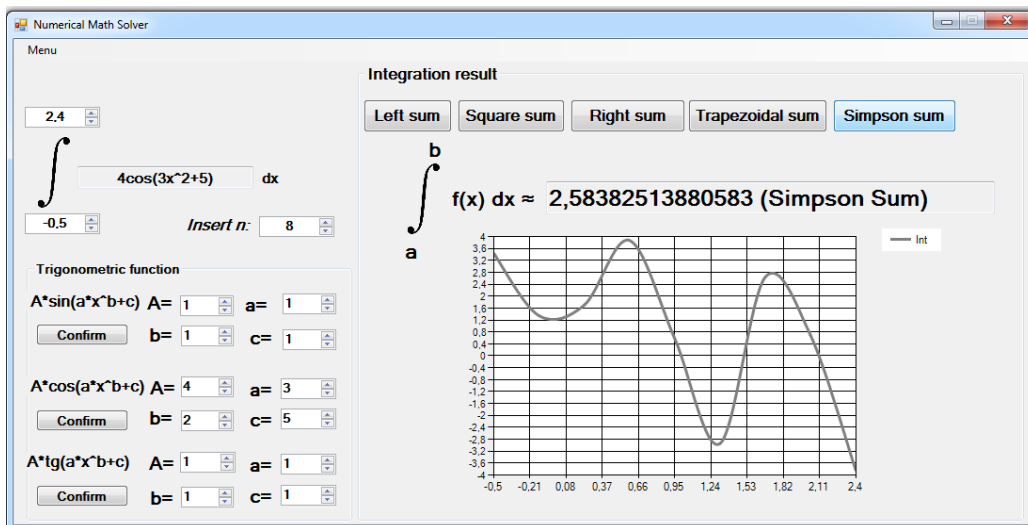 Numerical Math Solver
Menu
2,4
4cos(3x^2+5) dx
-0,5
Insert n: 8
Trigonometric function
A*sin(a*x^b+c) A= 1 a= 1
Confirm b= 1 c= 1
A*cos(a*x^b+c) A= 4 a= 3
Confirm b= 2 c= 5
A*tg(a*x^b+c) A= 1 a= 1
Confirm b= 1 c= 1
Integration result
Left sum Square sum Right sum Trapezoidal sum Simpson sum
b
∫ f(x) dx ≈ 2,58382513880583 (Simpson Sum)
a
Int
4
3,6
3,2
2,8
2,4
2
1,6
1,2
0,8
0,4
0
-0,4
-0,8
-1,2
-1,6
-2
-2,4
-2,8
-3,2
-3,6
-4
-0,5 -0,21 0,08 0,37 0,66 0,95 1,24 1,53 1,82 2,11 2,4